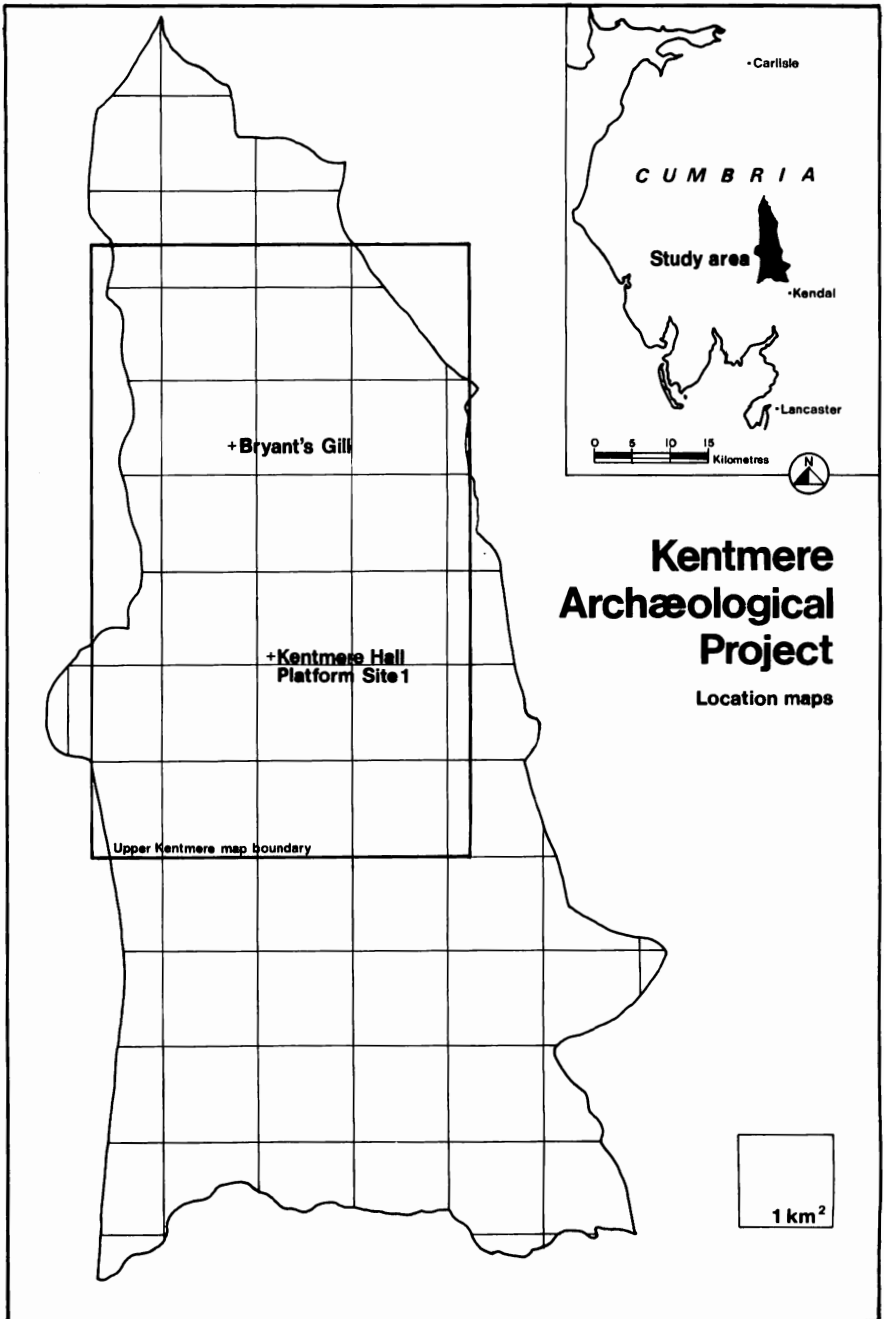 Carlisle
CUMBRIA
Study area
Kendal
Lancaster
0 5 10 15
Kilometres
N
Bryant's Gill
Kentmere
Archæological
Project
Location maps
Kentmere Hall
Platform Site 1
Upper Kentmere map boundary
1 km²